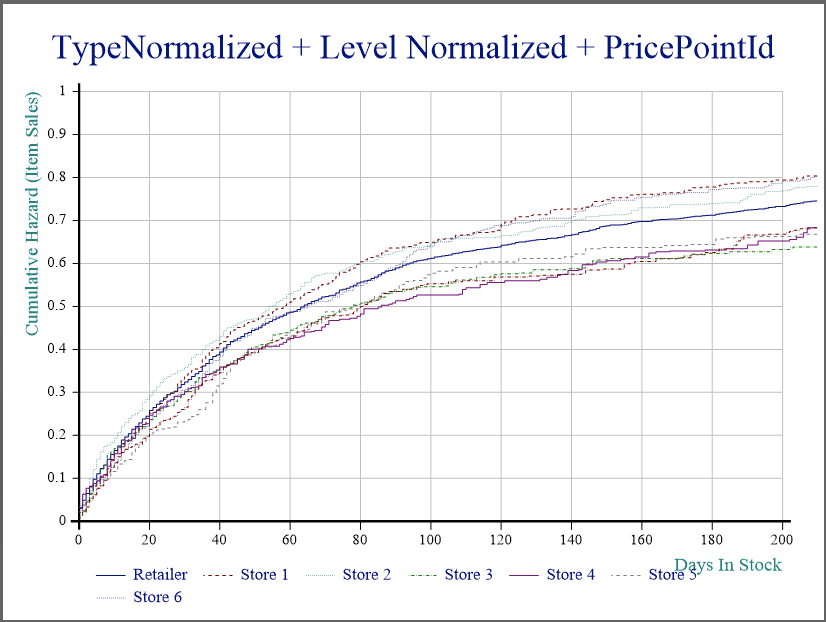 TypeNormalized + Level Normalized + PricePointId
Cumulative Hazard (Item Sales)
1
0.9
0.8
0.7
0.6
0.5
0.4
0.3
0.2
0.1
0
0 20 40 60 80 100 120 140 160 180 200
Days In Stock
Retailer Store 1 Store 2 Store 3 Store 4 Store 5
Store 6